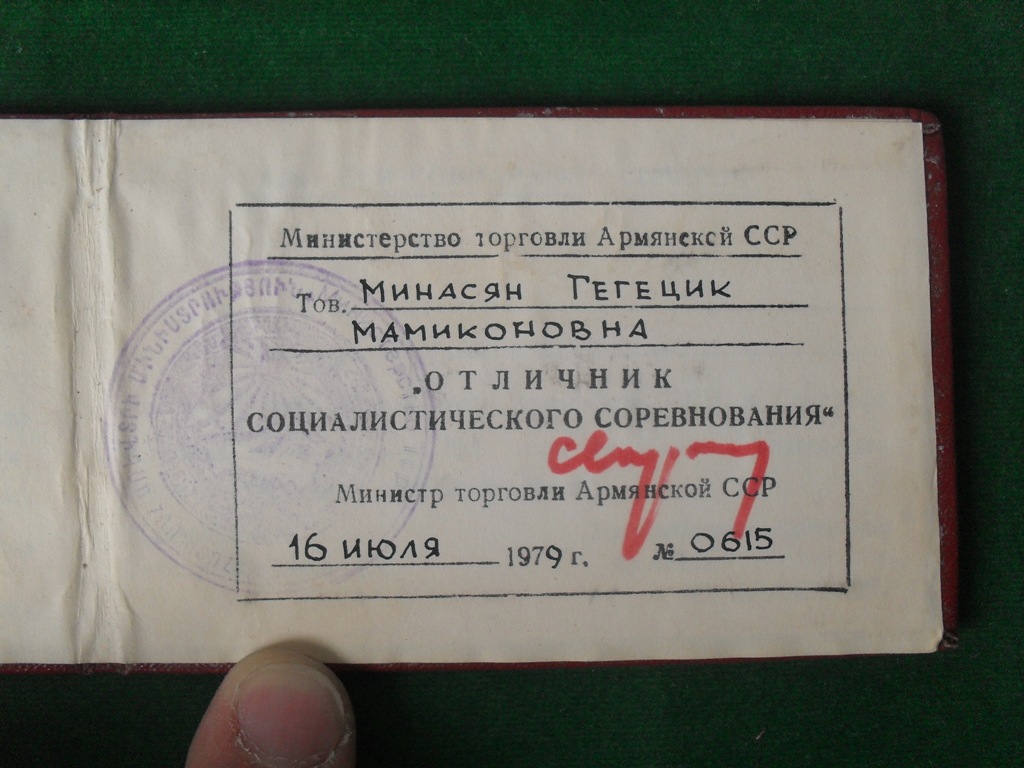 Министерство торговли Армянской ССР
Тов. МИНАСЯН ГЕГЕЦИК
МАМИКОНОВНА
„ОТЛИЧНИК
СОЦИАЛИСТИЧЕСКОГО СОРЕВНОВАНИЯ“
Министр торговли Армянской ССР
16 ИЮЛЯ 1979 г. № 0615